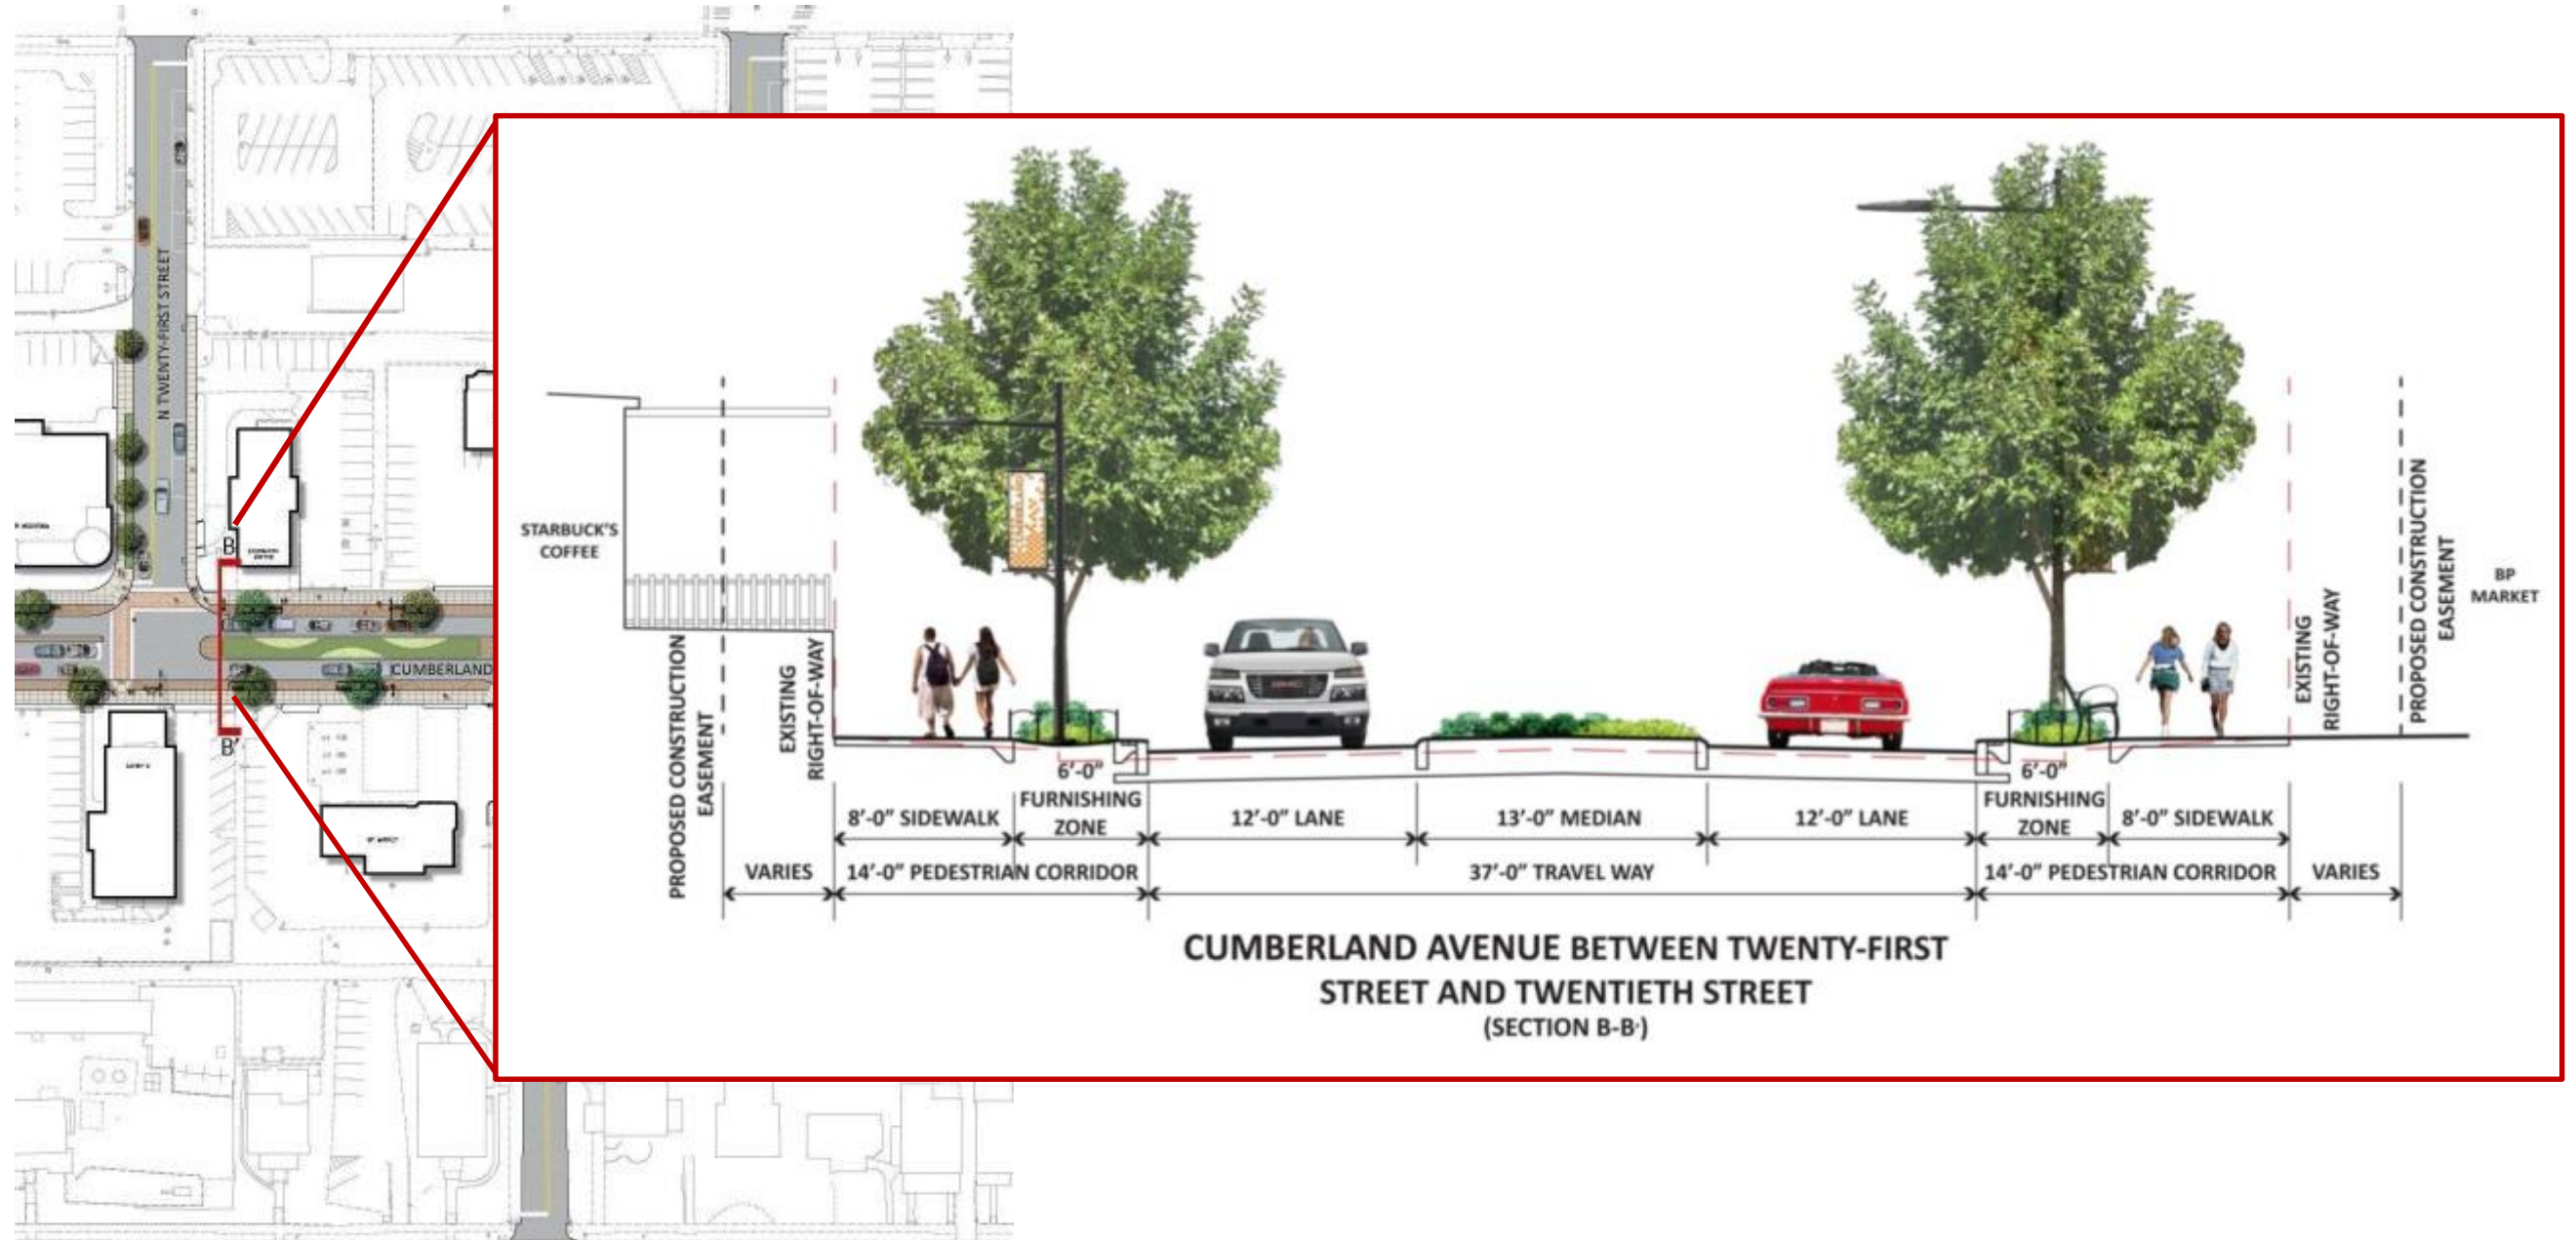 N TWENTY-FIRST STREET
B
CUMBERLAND
B'
STARBUCK'S
COFFEE
PROPOSED CONSTRUCTION
EASEMENT
EXISTING
RIGHT-OF-WAY
CUMBERLAND
EXISTING
RIGHT-OF-WAY
PROPOSED CONSTRUCTION
EASEMENT
BP
MARKET
6'-0"
FURNISHING
ZONE
6'-0"
FURNISHING
ZONE
8'-0" SIDEWALK
12'-0" LANE
13'-0" MEDIAN
12'-0" LANE
8'-0" SIDEWALK
VARIES
14'-0" PEDESTRIAN CORRIDOR
37'-0" TRAVEL WAY
14'-0" PEDESTRIAN CORRIDOR
VARIES
CUMBERLAND AVENUE BETWEEN TWENTY-FIRST
STREET AND TWENTIETH STREET
(SECTION B-B')